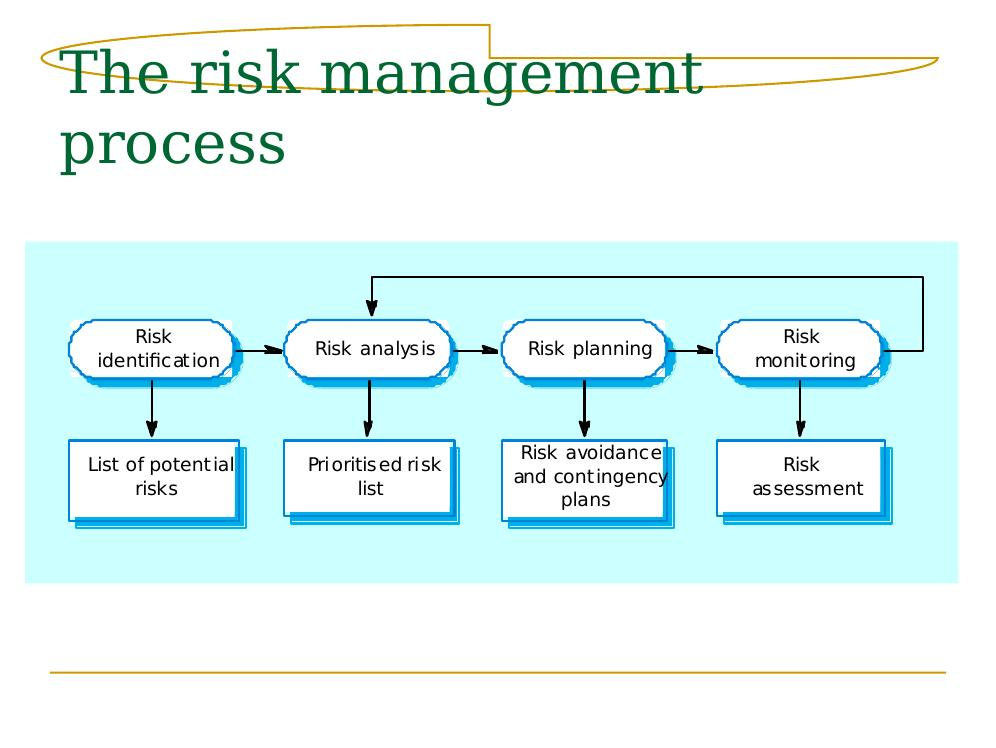 The risk management
process
Risk
identification
Risk analysis
Risk planning
Risk
monitoring
List of potential
risks
Prioritised risk
list
Risk avoidance
and contingency
plans
Risk
assessment